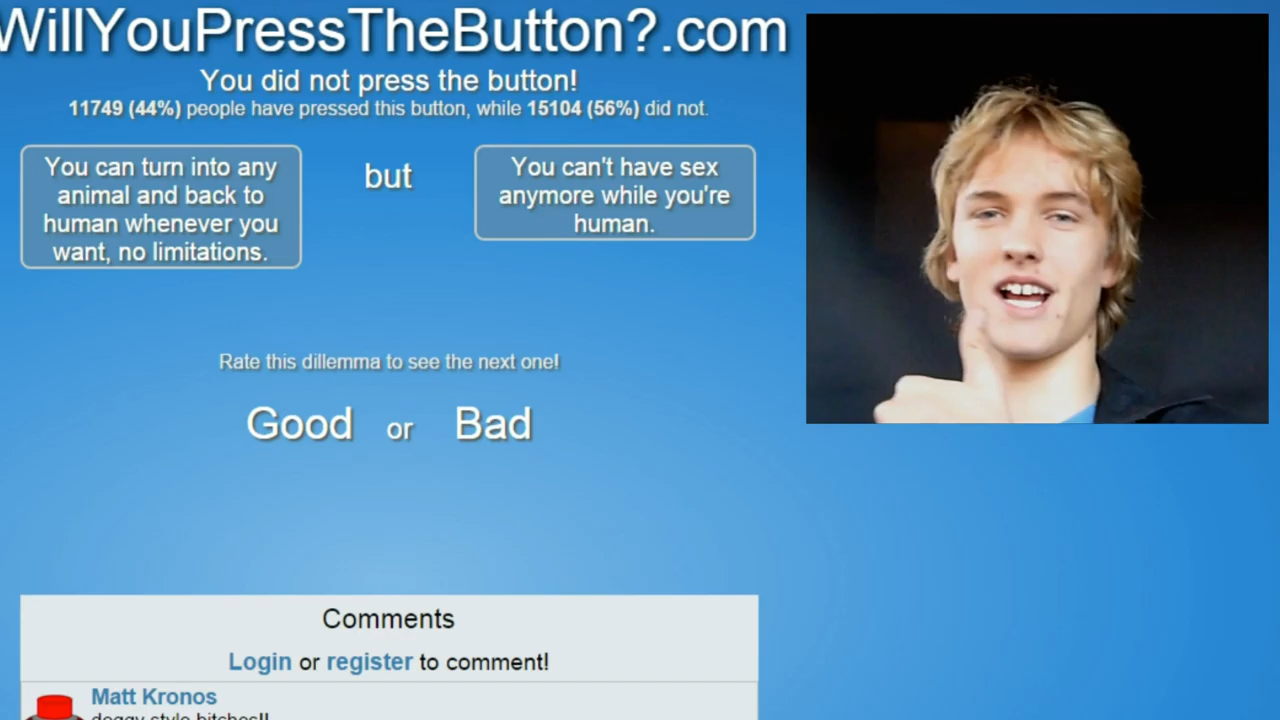 WillYouPressTheButton?.com
You did not press the button!
11749 (44%) people have pressed this button, while 15104 (56%) did not.
You can turn into any
animal and back to
human whenever you
want, no limitations.
but
You can't have sex
anymore while you're
human.
Rate this dillemma to see the next one!
Good or Bad
Comments
Login or register to comment!
Matt Kronos
doggy style bitches!!